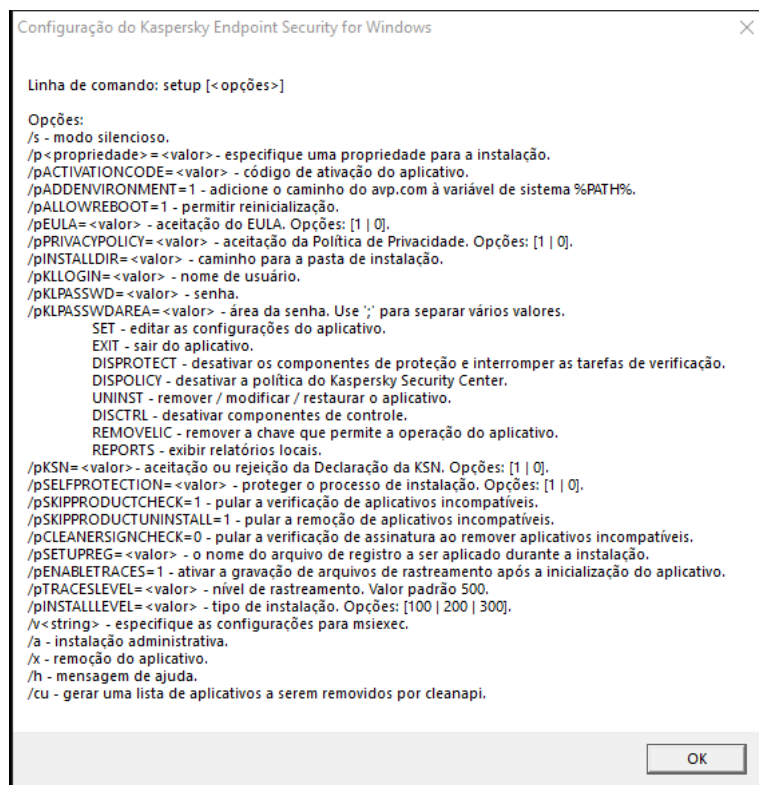 Configuração do Kaspersky Endpoint Security for Windows
Linha de comando: setup [<opções>]
Opções:
/s - modo silencioso.
/p<propriedade>=<valor>- especifique uma propriedade para a instalação.
/pACTIVATIONCODE=<valor> - código de ativação do aplicativo.
/pADDENVIRONMENT=1 - adicione o caminho do avp.com à variável de sistema %PATH%.
/pALLOWREBOOT=1 - permitir reinicialização.
/pEULA=<valor> - aceitação do EULA. Opções: [1 | 0].
/pPRIVACYPOLICY=<valor> - aceitação da Política de Privacidade. Opções: [1 | 0].
/pINSTALLDIR=<valor> - caminho para a pasta de instalação.
/pKLLOGIN=<valor> - nome de usuário.
/pKLPASSWD=<valor> - senha.
/pKLPASSWDAREA=<valor> - área da senha. Use ';' para separar vários valores.
SET - editar as configurações do aplicativo.
EXIT - sair do aplicativo.
DISPROTECT - desativar os componentes de proteção e interromper as tarefas de verificação.
DISPOLICY - desativar a política do Kaspersky Security Center.
UNINST - remover / modificar / restaurar o aplicativo.
DISCTRL - desativar componentes de controle.
REMOVELIC - remover a chave que permite a operação do aplicativo.
REPORTS - exibir relatórios locais.
/pKSN=<valor>- aceitação ou rejeição da Declaração da KSN. Opções: [1 | 0].
/pSELFPROTECTION=<valor> - proteger o processo de instalação. Opções: [1 | 0].
/pSKIPPRODUCTCHECK=1 - pular a verificação de aplicativos incompatíveis.
/pSKIPPRODUCTUNINSTALL=1 - pular a remoção de aplicativos incompatíveis.
/pCLEANERSIGNCHECK=0 - pular a verificação de assinatura ao remover aplicativos incompatíveis.
/pSETUPREG=<valor> - o nome do arquivo de registro a ser aplicado durante a instalação.
/pENABLETRACES=1 - ativar a gravação de arquivos de rastreamento após a inicialização do aplicativo.
/pTRACESLEVEL=<valor> - nível de rastreamento. Valor padrão 500.
/pINSTALLLEVEL=<valor> - tipo de instalação. Opções: [100 | 200 | 300].
/v<string> - especifique as configurações para msiexec.
/a - instalação administrativa.
/x - remoção do aplicativo.
/h - mensagem de ajuda.
/cu - gerar uma lista de aplicativos a serem removidos por cleanapi.
OK